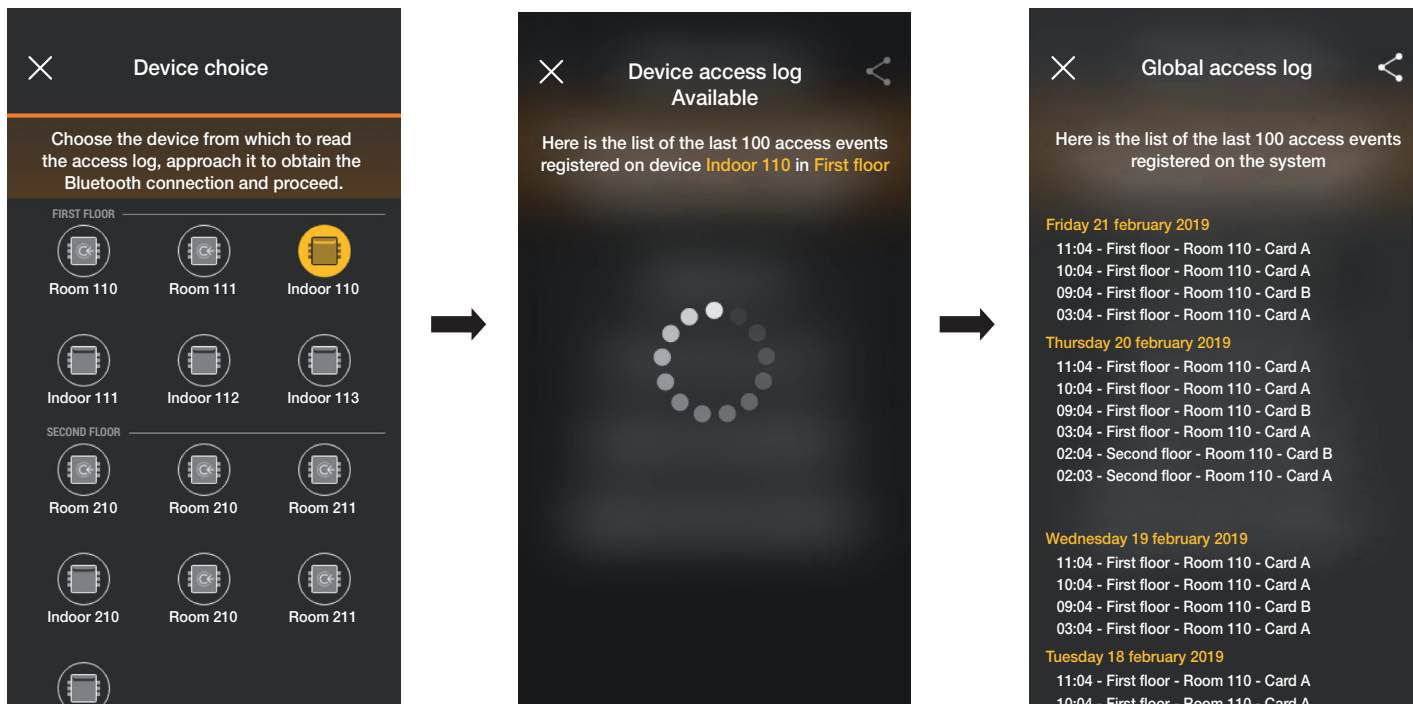 Device choice
Choose the device from which to read
the access log, approach it to obtain the
Bluetooth connection and proceed.
FIRST FLOOR
Room 110
Room 111
Indoor 110
Indoor 111
Indoor 112
Indoor 113
SECOND FLOOR
Room 210
Room 210
Room 211
Indoor 210
Room 210
Room 211
Device access log
Available
Here is the list of the last 100 access events
registered on device Indoor 110 in First floor
Global access log
Here is the list of the last 100 access events
registered on the system
Friday 21 february 2019
11:04 - First floor - Room 110 - Card A
10:04 - First floor - Room 110 - Card A
09:04 - First floor - Room 110 - Card B
03:04 - First floor - Room 110 - Card A
Thursday 20 february 2019
11:04 - First floor - Room 110 - Card A
10:04 - First floor - Room 110 - Card A
09:04 - First floor - Room 110 - Card B
03:04 - First floor - Room 110 - Card A
02:04 - Second floor - Room 110 - Card B
02:03 - Second floor - Room 110 - Card A
Wednesday 19 february 2019
11:04 - First floor - Room 110 - Card A
10:04 - First floor - Room 110 - Card A
09:04 - First floor - Room 110 - Card B
03:04 - First floor - Room 110 - Card A
Tuesday 18 february 2019
11:04 - First floor - Room 110 - Card A
10:04 - First floor - Room 110 - Card A